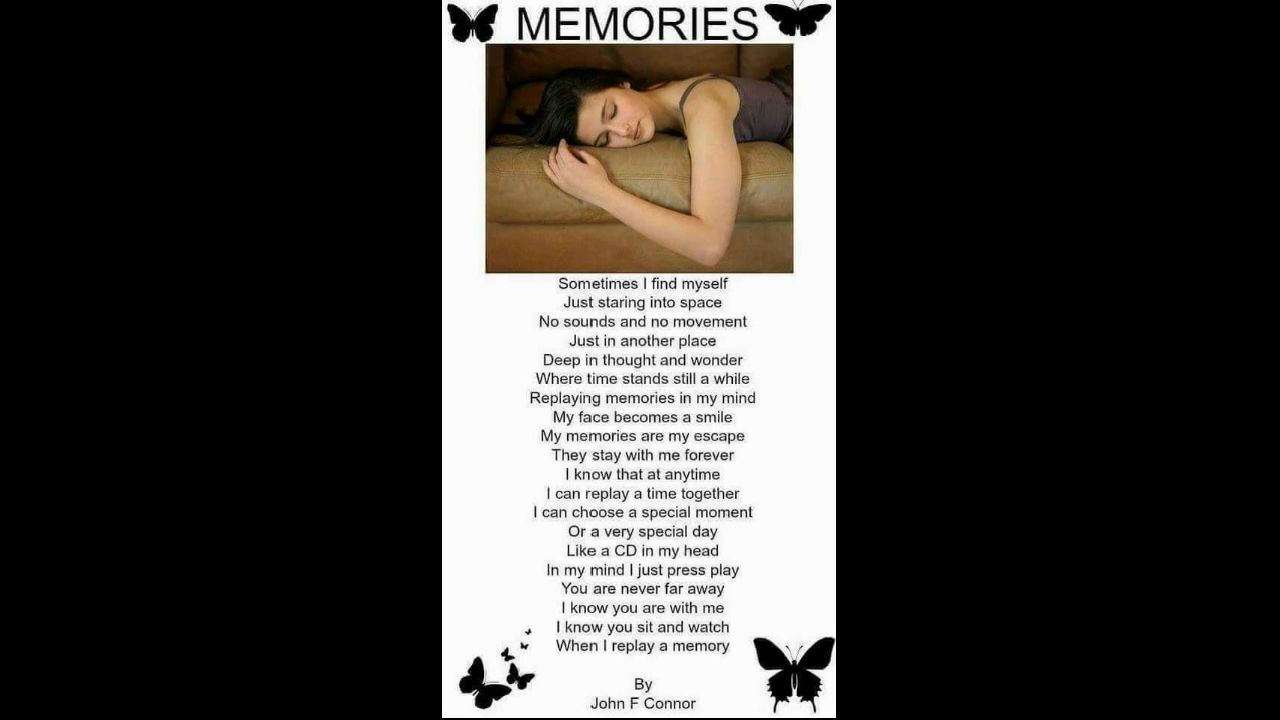 MEMORIES
Sometimes I find myself
Just staring into space
No sounds and no movement
Just in another place
Deep in thought and wonder
Where time stands still a while
Replaying memories in my mind
My face becomes a smile
My memories are my escape
They stay with me forever
I know that at anytime
I can replay a time together
I can choose a special moment
Or a very special day
Like a CD in my head
In my mind I just press play
You are never far away
I know you are with me
I know you sit and watch
When I replay a memory
By
John F Connor